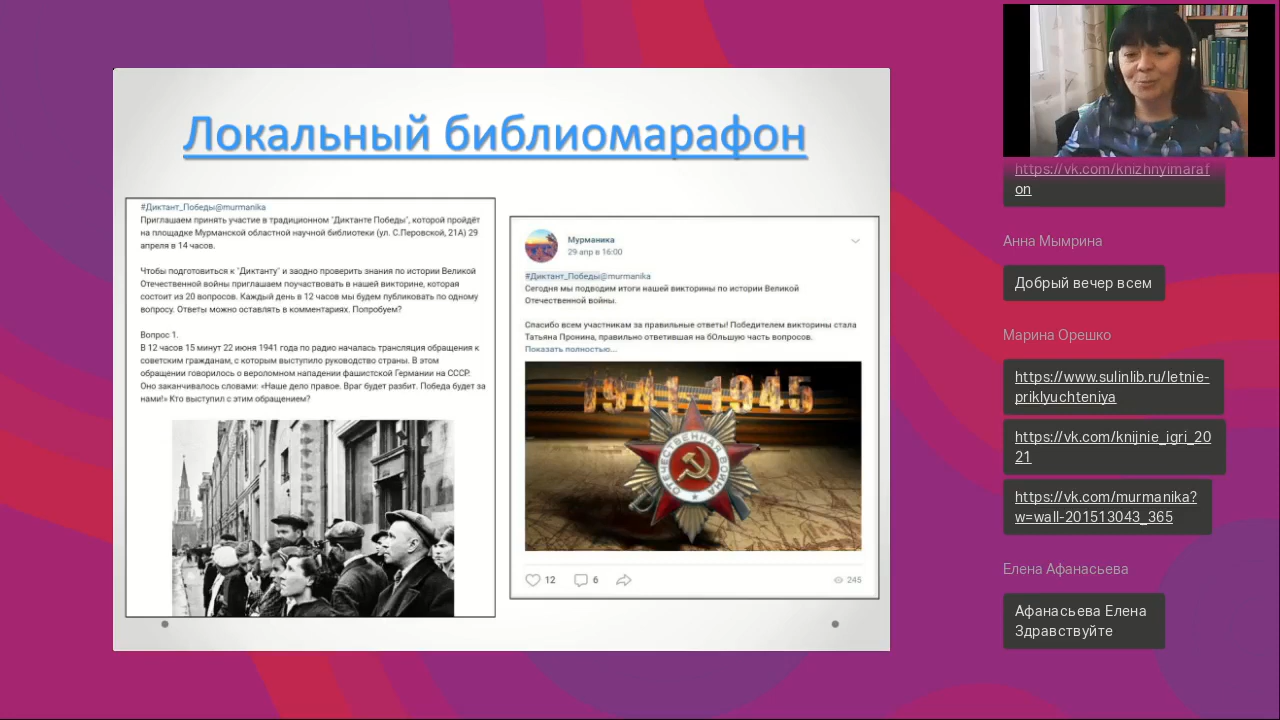 Локальный библиомарафон
#Диктант_Победы@murmanika
Приглашаем принять участие в традиционном "Диктанте Победы", которой пройдёт
на площадке Мурманской областной научной библиотеки (ул. С.Перовской, 21А) 29
апреля в 14 часов.
Чтобы подготовиться к "Диктанту" и заодно проверить знания по истории Великой
Отечественной войны приглашаем поучаствовать в нашей викторине, которая
состоит из 20 вопросов. Каждый день в 12 часов мы будем публиковать по одному
вопросу. Ответы можно оставлять в комментариях. Попробуем?
Вопрос 1.
В 12 часов 15 минут 22 июня 1941 года по радио началась трансляция обращения к
советским гражданам, с которым выступило руководство страны. В этом
обращении говорилось о вероломном нападении фашистской Германии на СССР.
Оно заканчивалось словами: «Наше дело правое. Враг будет разбит. Победа будет за
нами!» Кто выступил с этим обращением?
Мурманика
29 апр в 16:00
#Диктант_Победы@murmanika
Сегодня мы подводим итоги нашей викторины по истории Великой
Отечественной войны.
Спасибо всем участникам за правильные ответы! Победителем викторины стала
Татьяна Пронина, правильно ответившая на бОльшую часть вопросов.
Показать полностью...
1941-1945
ОТЕЧЕСТВЕННАЯ ВОЙНА
12
6
245
https://vk.com/knizhnyimaraf
on
Анна Мымрина
Добрый вечер всем
Марина Орешко
https://www.sulinlib.ru/letnie-
priklyuchteniya
https://vk.com/knijnie_igri_20
21
https://vk.com/murmanika?
w=wall-201513043_365
Елена Афанасьева
Афанасьева Елена
Здравствуйте